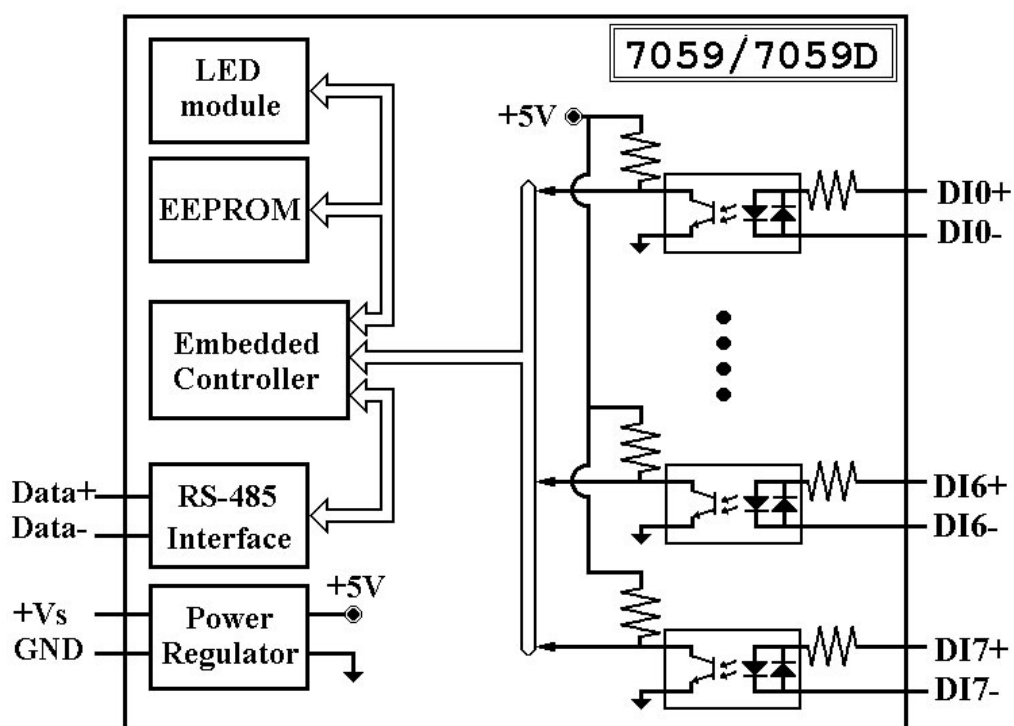 7059/7059D
LED
module
EEPROM
Embedded
Controller
RS-485
Interface
Power
Regulator
Data+
Data-
+Vs
GND
+5V
+5V
DI0+
DI0-
DI6+
DI6-
DI7+
DI7-